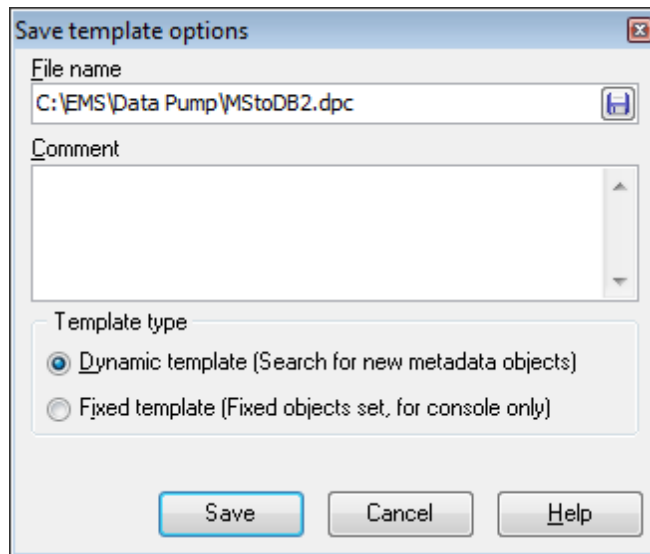 Save template options
File name
C:\EMS\Data Pump\MStoDB2.dpc
Comment
Template type
Dynamic template (Search for new metadata objects)
Fixed template (Fixed objects set, for console only)
Save Cancel Help